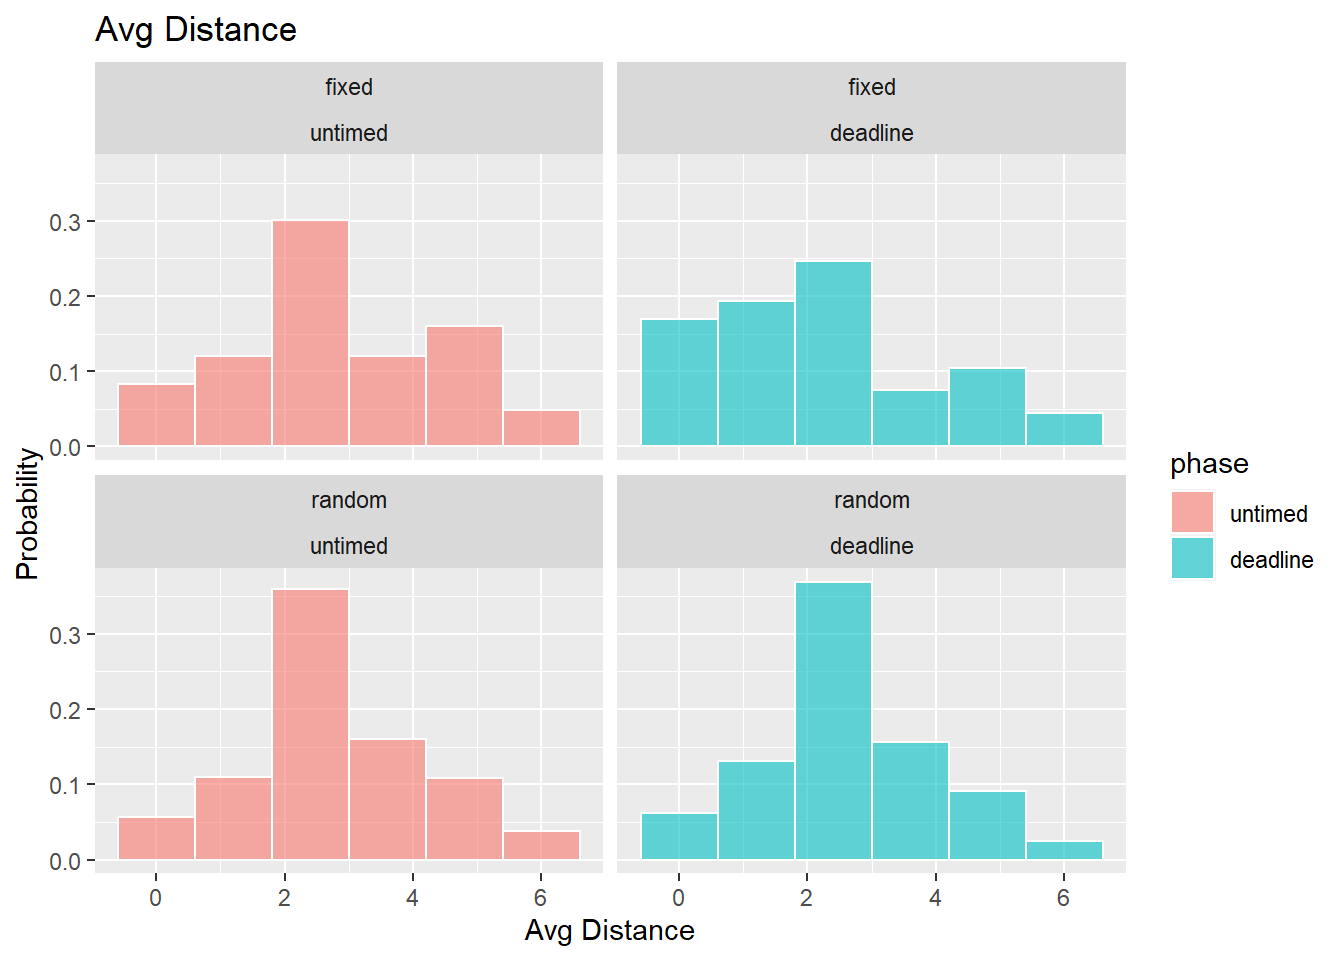 Avg Distance
fixed
untimed
fixed
deadline
0.3
0.2
0.1
0.0
random
untimed
random
deadline
0.3
0.2
0.1
0.0
0 2 4 6
0 2 4 6
Avg Distance
Probability
phase
untimed
deadline